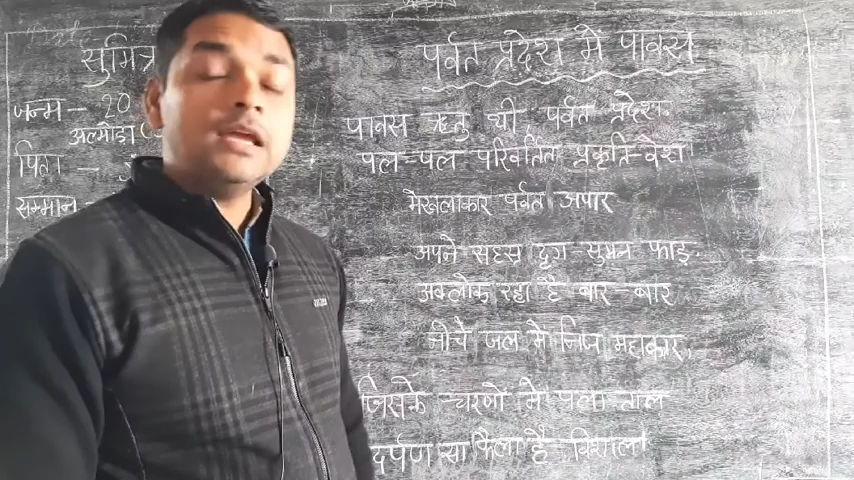 सुमित्र
जन्म - 20
अल्मोड़ा (
पिता -
सम्मान -
पर्वत प्रदेश में पावस
पावस ऋतु थी, पर्वत प्रदेश,
पल-पल परिवर्तित प्रकृति-वेश
मेखलाकार पर्वत अपार
अपने सहस दृग-सुमन फाड़,
अवलोक रहा है बार-बार
नीचे जल में निज महाकार,
जिसके चरणों में पला ताल
दर्पण सा फैला है विशाल!